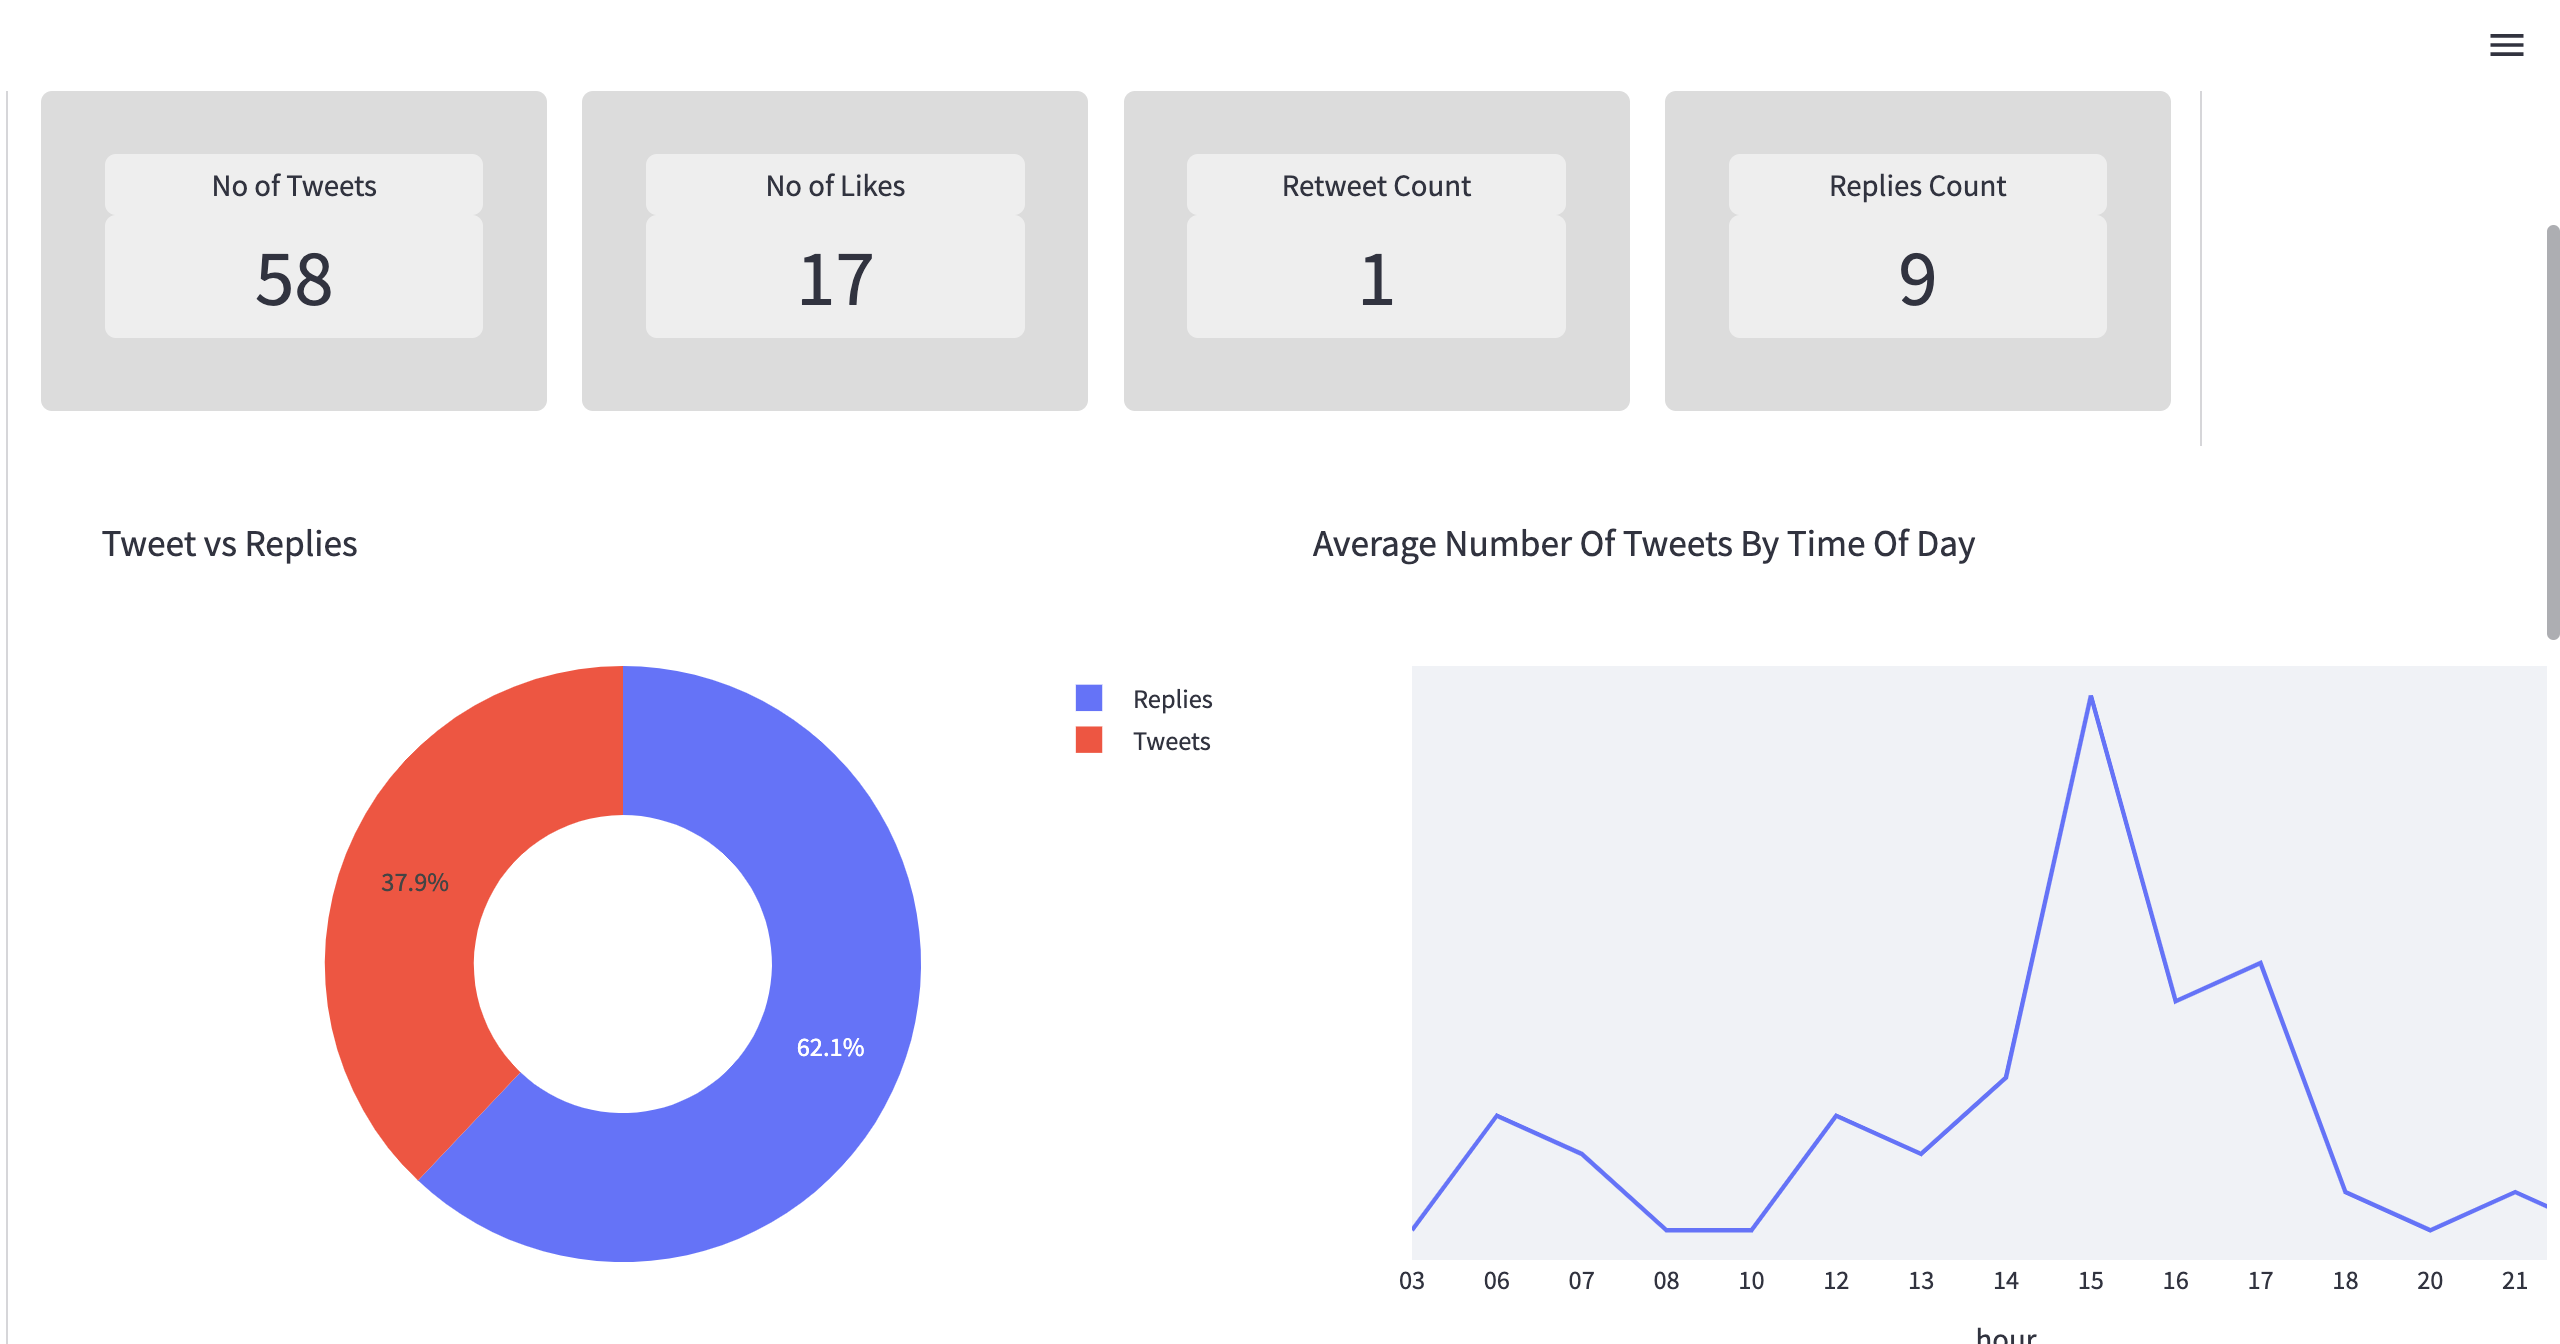 No of Tweets
58
No of Likes
17
Retweet Count
1
Replies Count
9
Tweet vs Replies
Average Number Of Tweets By Time Of Day
Replies
Tweets
37.9%
62.1%
03 06 07 08 10 12 13 14 15 16 17 18 20 21
hour